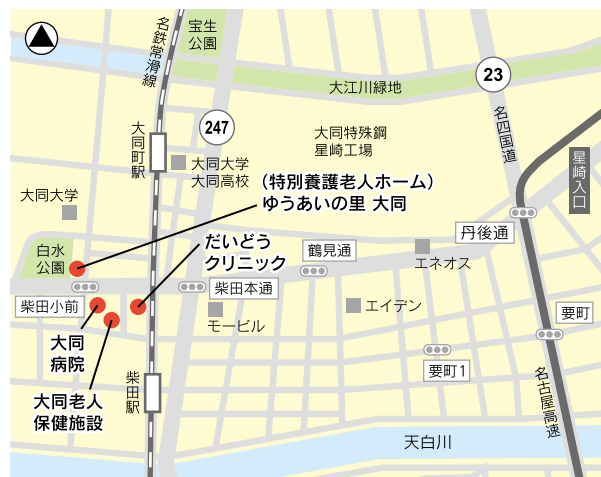 名鉄常滑線
宝生
公園
大江川緑地
23
247
名四国道
大同町駅
大同特殊鋼
星崎工場
大同大学
大同高校
星崎入口
大同大学
（特別養護老人ホーム）
ゆうあいの里 大同
白水
公園
だいどう
クリニック
鶴見通
丹後通
エネオス
柴田本通
柴田小前
モービル
エイデン
要町
大同
病院
要町1
柴田駅
大同老人
保健施設
名古屋高速
天白川